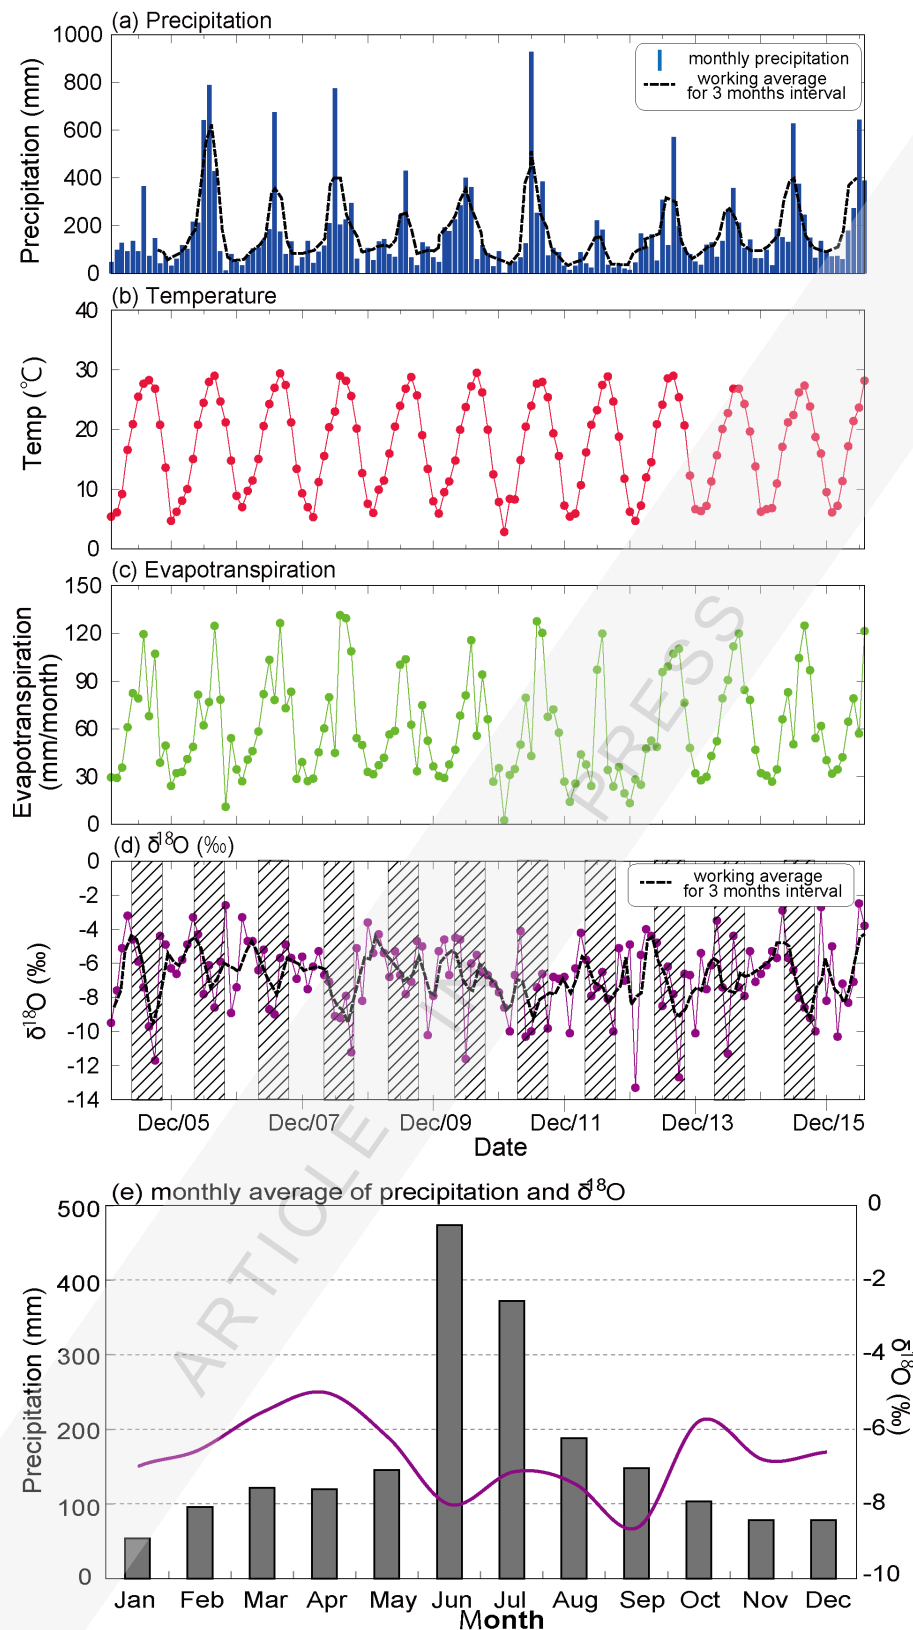 (a) Precipitation
1000
800
600
400
200
0
Precipitation (mm)
monthly precipitation
working average
for 3 months interval
(b) Temperature
40
30
20
10
0
Temp (°C)
(c) Evapotranspiration
150
120
90
60
30
0
Evapotranspiration
(mm/month)
(d) δ¹⁸O (‰)
0
-2
-4
-6
-8
-10
-12
-14
δ¹⁸O (‰)
working average
for 3 months interval
Dec/05 Dec/07 Dec/09 Dec/11 Dec/13 Dec/15
Date
(e) monthly average of precipitation and δ¹⁸O
500
400
300
200
100
0
Precipitation (mm)
0
-2
-4
-6
-8
-10
δ¹⁸O (‰)
Jan Feb Mar Apr May Jun Jul Aug Sep Oct Nov Dec
Month
ARTICLE IN PRESS